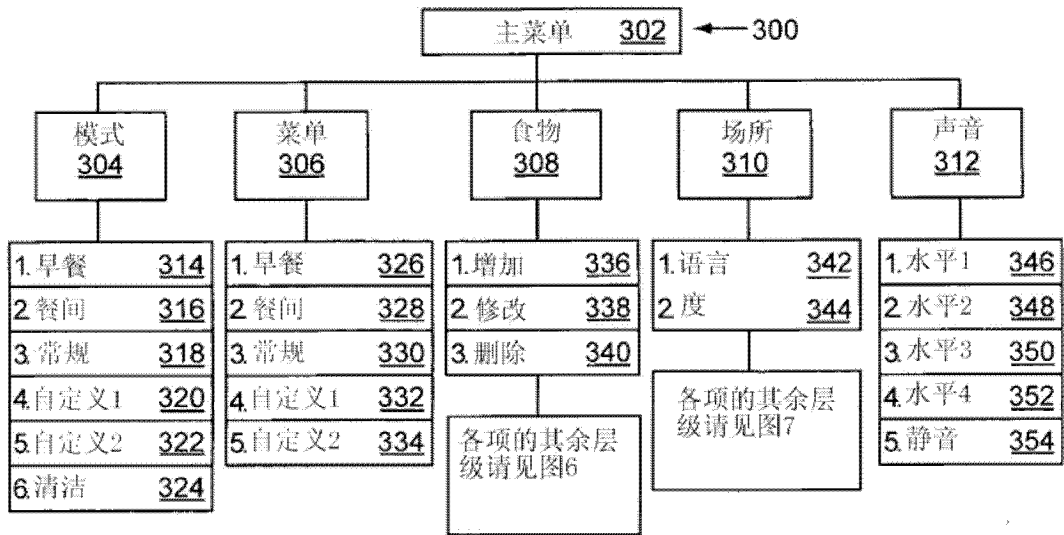 主菜单 302 300
模式
304
菜单
306
食物
308
场所
310
声音
312
1.早餐 314
2.餐间 316
3.常规 318
4.自定义1 320
5.自定义2 322
6.清洁 324
1.早餐 326
2.餐间 328
3.常规 330
4.自定义1 332
5.自定义2 334
1.增加 336
2.修改 338
3.删除 340
各项的其余层
级请见图6
1.语言 342
2.度 344
各项的其余层
级请见图7
1.水平1 346
2.水平2 348
3.水平3 350
4.水平4 352
5.静音 354